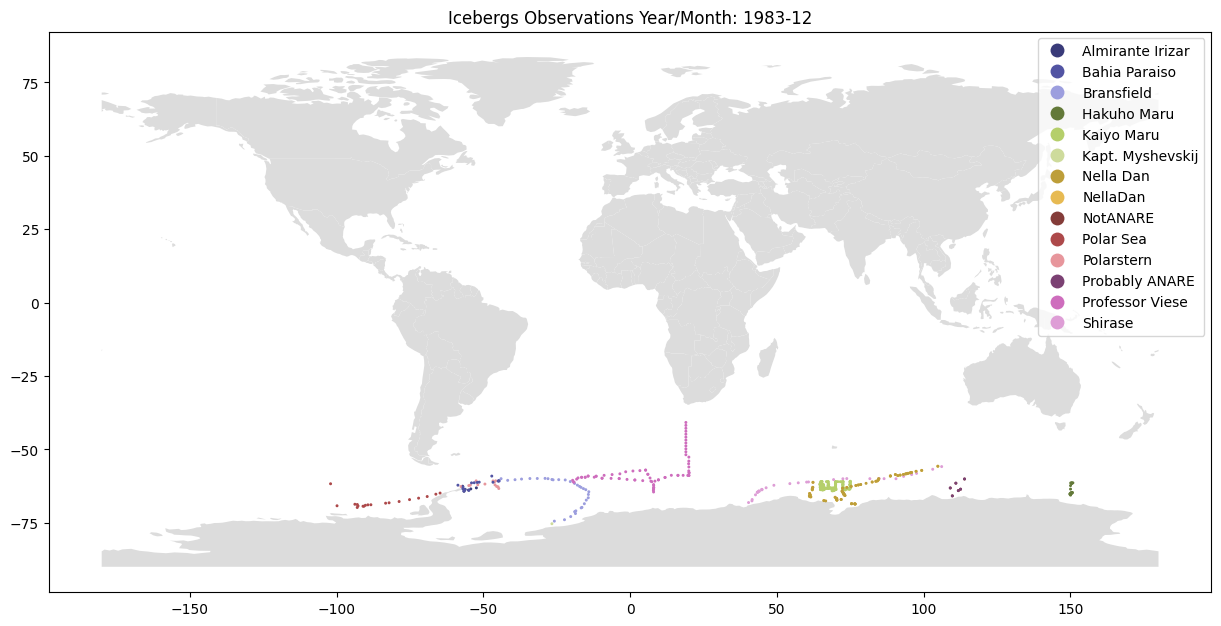 Icebergs Observations Year/Month: 1983-12
Almirante Irizar
Bahia Paraiso
Bransfield
Hakuho Maru
Kaiyo Maru
Kapt. Myshevskij
Nella Dan
NellaDan
NotANARE
Polar Sea
Polarstern
Probably ANARE
Professor Viese
Shirase
75
50
25
0
−25
−50
−75
−150
−100
−50
0
50
100
150